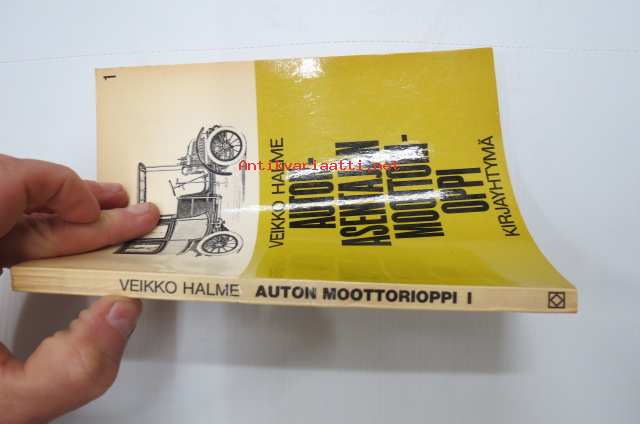 1
VEIKKO HALME
AUTON
ASENTAJAN
MOOTTORI-
OPPI
KIRJAYHTYMÄ
Antikvariaatti.net
VEIKKO HALME AUTON MOOTTORIOPPI I